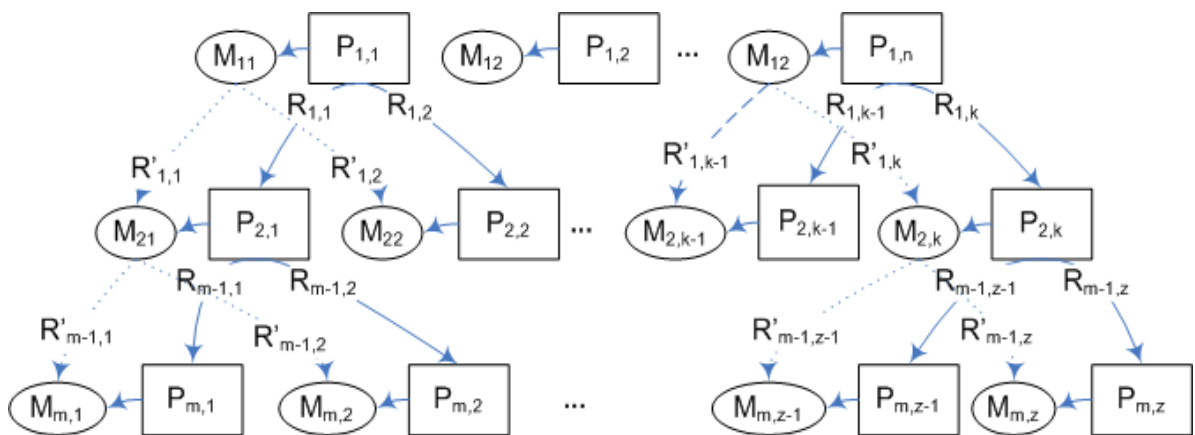 M₁₁ P₁,₁ M₁₂ P₁,₂ ... M₁₂ P₁,ₙ
R₁,₁ R₁,₂ R₁,ₖ₋₁ R₁,ₖ
R'₁,₁ R'₁,₂ R'₁,ₖ₋₁ R'₁,ₖ
M₂₁ P₂,₁ M₂₂ P₂,₂ ... M₂,ₖ₋₁ P₂,ₖ₋₁ M₂,ₖ P₂,ₖ
Rₘ₋₁,₁ Rₘ₋₁,₂ Rₘ₋₁,z₋₁ Rₘ₋₁,z
R'ₘ₋₁,₁ R'ₘ₋₁,₂ R'ₘ₋₁,z₋₁ R'ₘ₋₁,z
Mₘ,₁ Pₘ,₁ Mₘ,₂ Pₘ,₂ ... Mₘ,z₋₁ Pₘ,z₋₁ Mₘ,z Pₘ,z